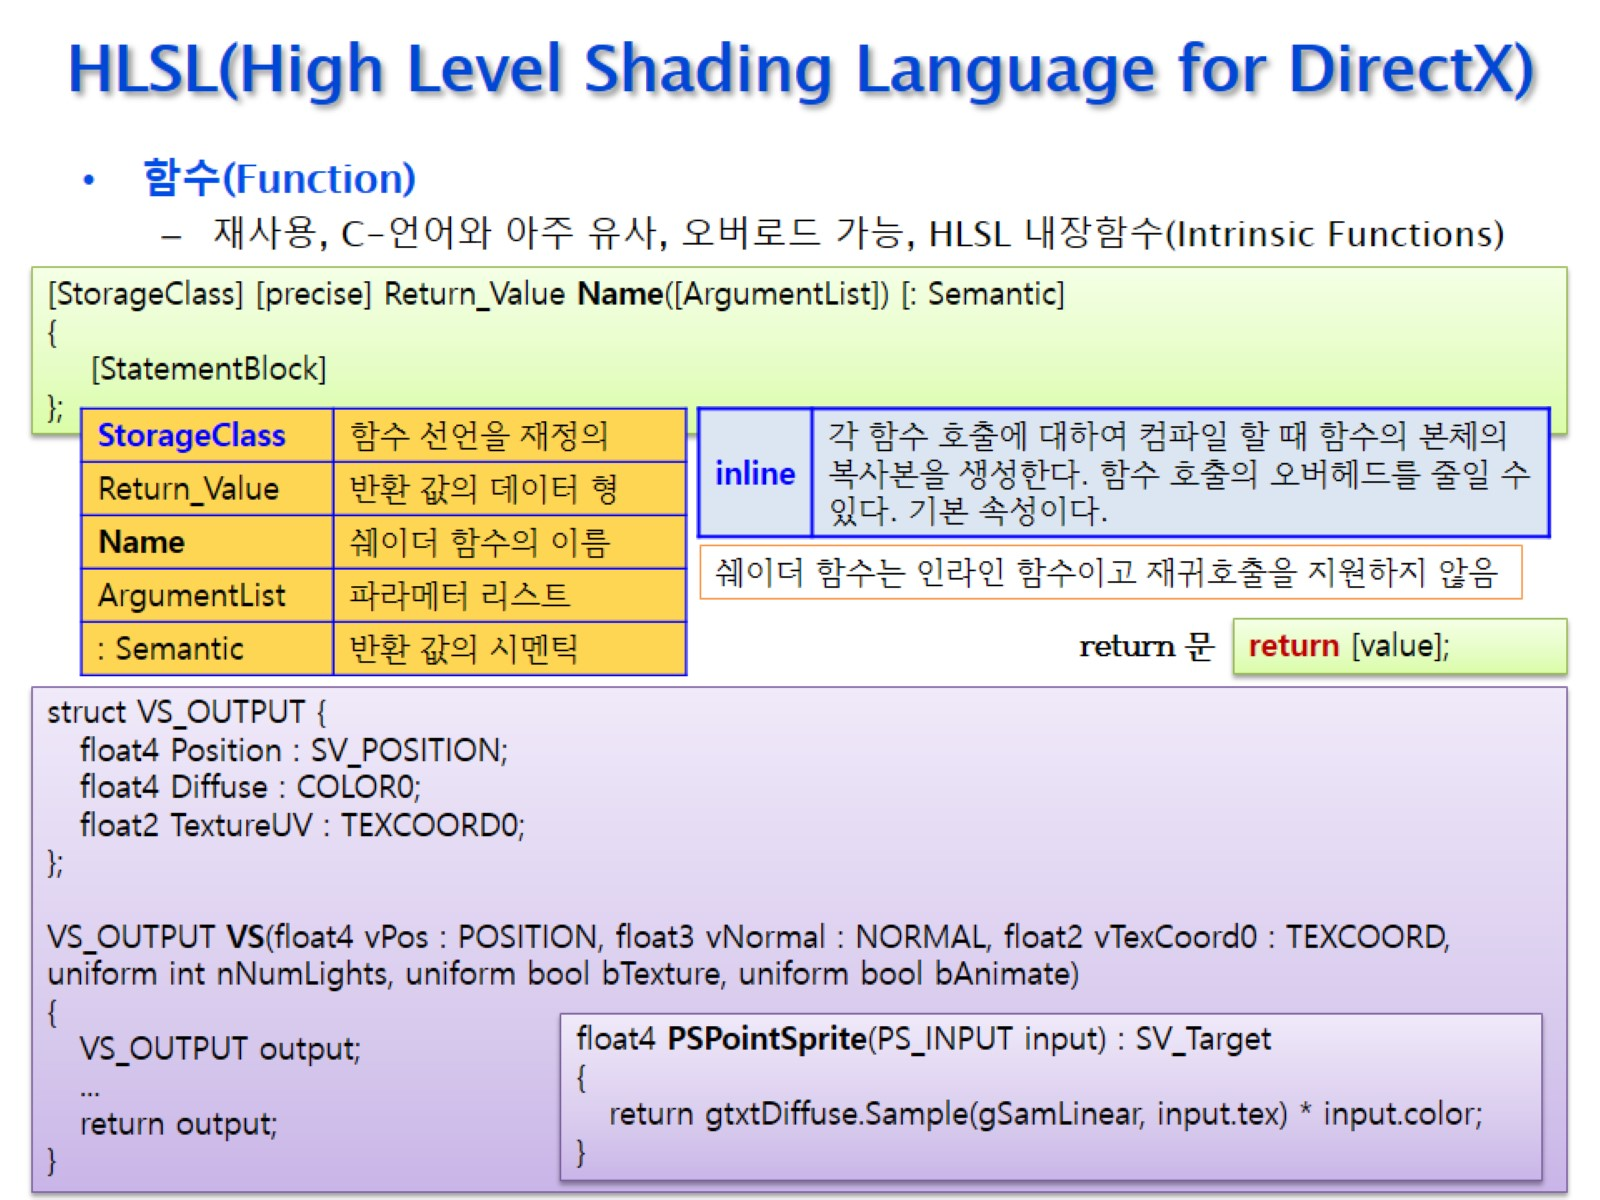 HLSL(High Level Shading Language for DirectX)
• 함수(Function)
– 재사용, C-언어와 아주 유사, 오버로드 가능, HLSL 내장함수(Intrinsic Functions)
[StorageClass] [precise] Return_Value Name([ArgumentList]) [: Semantic]
{
[StatementBlock]
};
StorageClass 함수 선언을 재정의
Return_Value 반환 값의 데이터 형
Name 쉐이더 함수의 이름
ArgumentList 파라메터 리스트
: Semantic 반환 값의 시멘틱
inline
각 함수 호출에 대하여 컴파일 할 때 함수의 본체의
복사본을 생성한다. 함수 호출의 오버헤드를 줄일 수
있다. 기본 속성이다.
쉐이더 함수는 인라인 함수이고 재귀호출을 지원하지 않음
return 문 return [value];
struct VS_OUTPUT {
float4 Position : SV_POSITION;
float4 Diffuse : COLOR0;
float2 TextureUV : TEXCOORD0;
};
VS_OUTPUT VS(float4 vPos : POSITION, float3 vNormal : NORMAL, float2 vTexCoord0 : TEXCOORD,
uniform int nNumLights, uniform bool bTexture, uniform bool bAnimate)
{
VS_OUTPUT output;
...
return output;
}
float4 PSPointSprite(PS_INPUT input) : SV_Target
{
return gtxtDiffuse.Sample(gSamLinear, input.tex) * input.color;
}